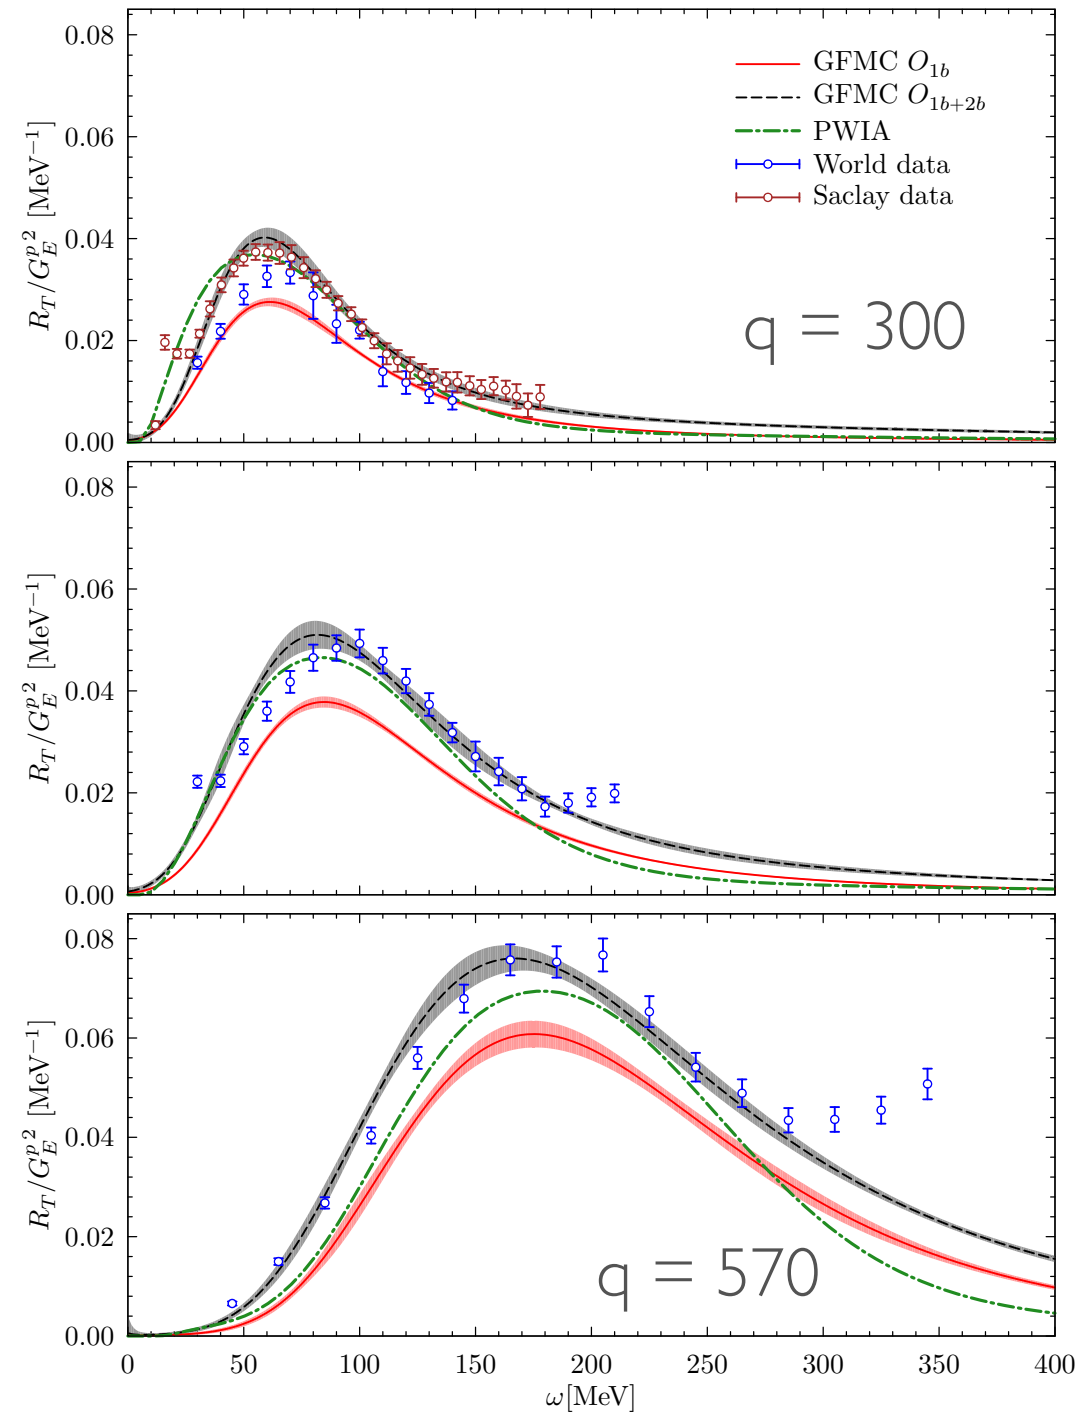 0.08
0.06
0.04
0.02
0.00
R_T/G_E^{p 2} [MeV⁻¹]
GFMC O_{1b}
GFMC O_{1b+2b}
PWIA
World data
Saclay data
q = 300
0.08
0.06
0.04
0.02
0.00
R_T/G_E^{p 2} [MeV⁻¹]
0.08
0.06
0.04
0.02
0.00
R_T/G_E^{p 2} [MeV⁻¹]
q = 570
0 50 100 150 200 250 300 350 400
ω[MeV]